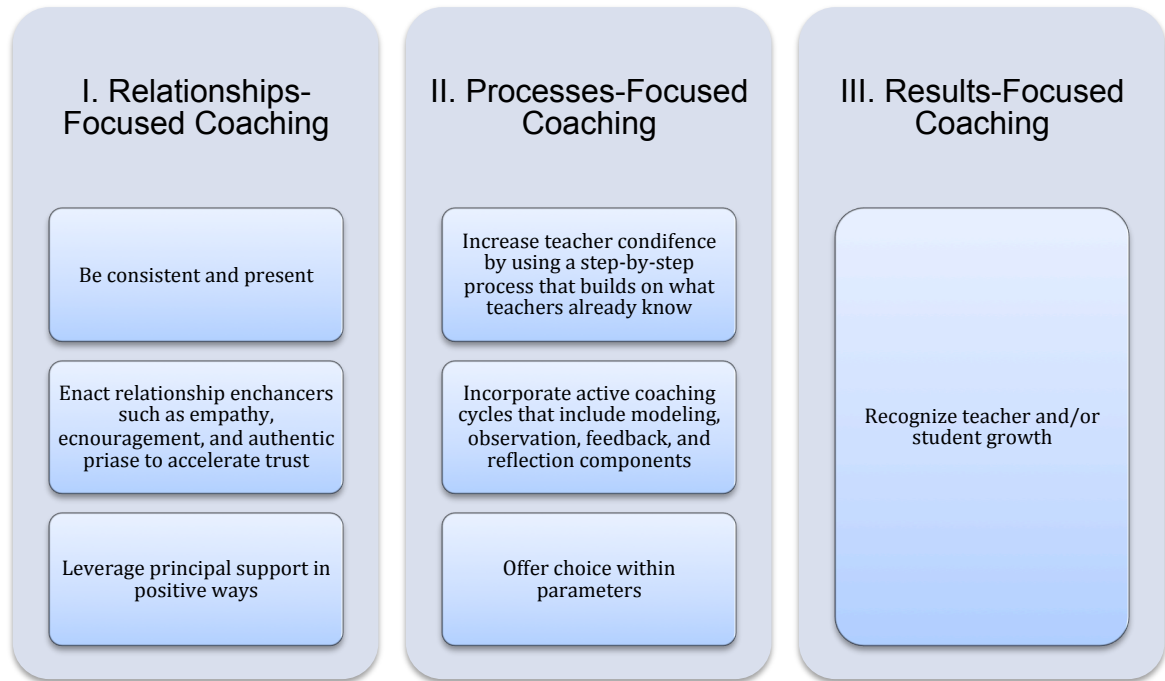 I. Relationships-
Focused Coaching
Be consistent and present
Enact relationship enchancers
such as empathy,
ecnouragement, and authentic
priase to accelerate trust
Leverage principal support in
positive ways
II. Processes-Focused
Coaching
Increase teacher condifence
by using a step-by-step
process that builds on what
teachers already know
Incorporate active coaching
cycles that include modeling,
observation, feedback, and
reflection components
Offer choice within
parameters
III. Results-Focused
Coaching
Recognize teacher and/or
student growth